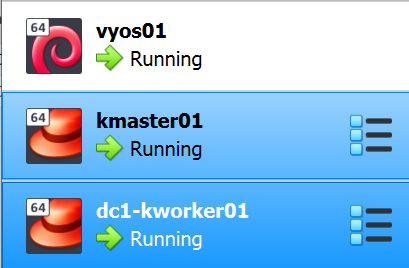 64
vyos01
Running
64
kmaster01
Running
64
dc1-kworker01
Running